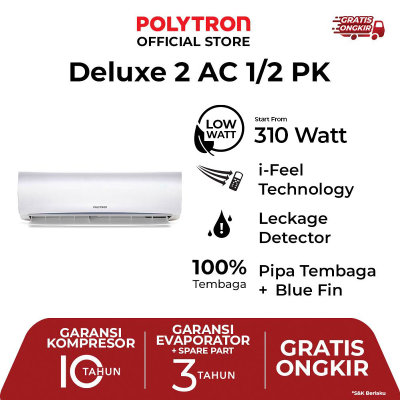 POLYTRON
OFFICIAL STORE
GRATIS
ONGKIR
Deluxe 2 AC 1/2 PK
LOW
WATT
Start From
310 Watt
i-Feel
Technology
POLYTRON
Leckage
Detector
100%
Tembaga
Pipa Tembaga
+ Blue Fin
GARANSI
KOMPRESOR
10 TAHUN
GARANSI
EVAPORATOR
+ SPARE PART
3 TAHUN
GRATIS
ONGKIR
*S&K Berlaku